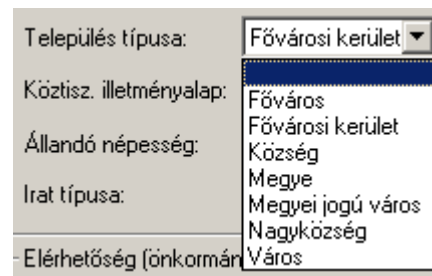 Település típusa:
Fővárosi kerület
Köztisz. illetményalap:
Állandó népesség:
Irat típusa:
Elérhetőség (önkormán
Főváros
Fővárosi kerület
Község
Megye
Megyei jogú város
Nagyközség
Város